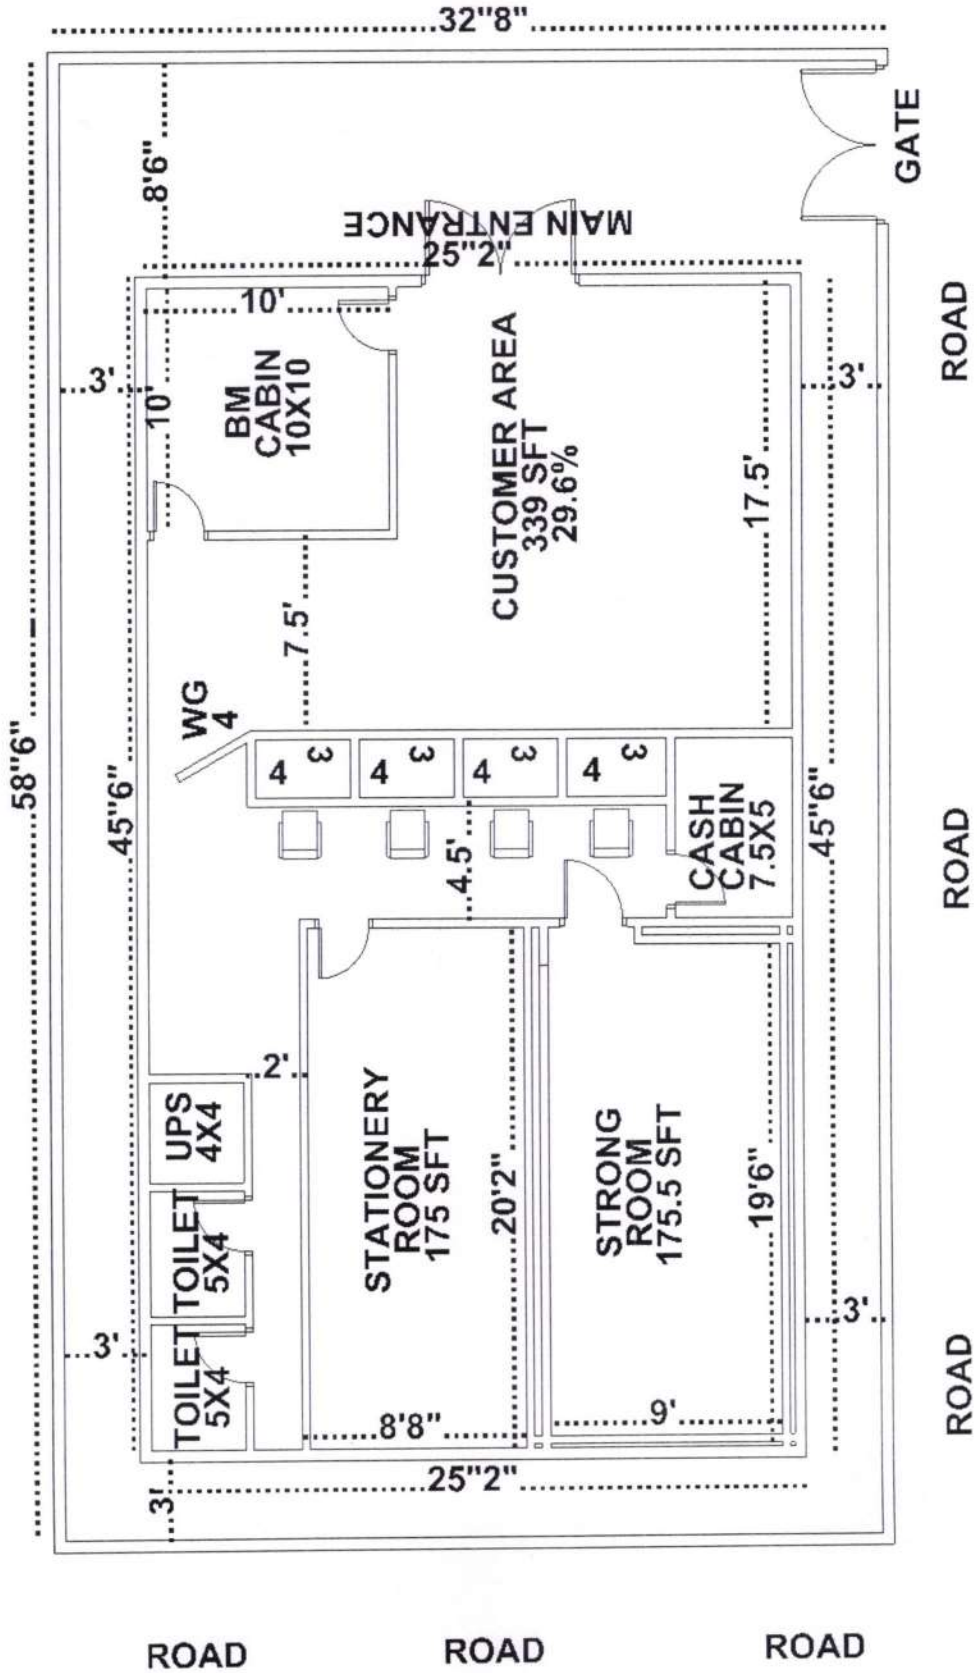 32"8"
58"6"
8'6"
GATE
MAIN ENTRANCE
25"2"
10'
3'
10'
BM
CABIN
10X10
CUSTOMER AREA
339 SFT
29.6%
17.5'
3'
ROAD
7.5'
WG
4
45"6"
4
3
4
3
4
3
4
3
CASH
CABIN
7.5X5
45"6"
ROAD
4.5'
2'
UPS
4X4
TOILET
5X4
TOILET
5X4
STATIONERY
ROOM
175 SFT
20'2"
STRONG
ROOM
175.5 SFT
19'6"
3'
3'
8'8"
9'
25"2"
3'
ROAD
ROAD
ROAD
ROAD